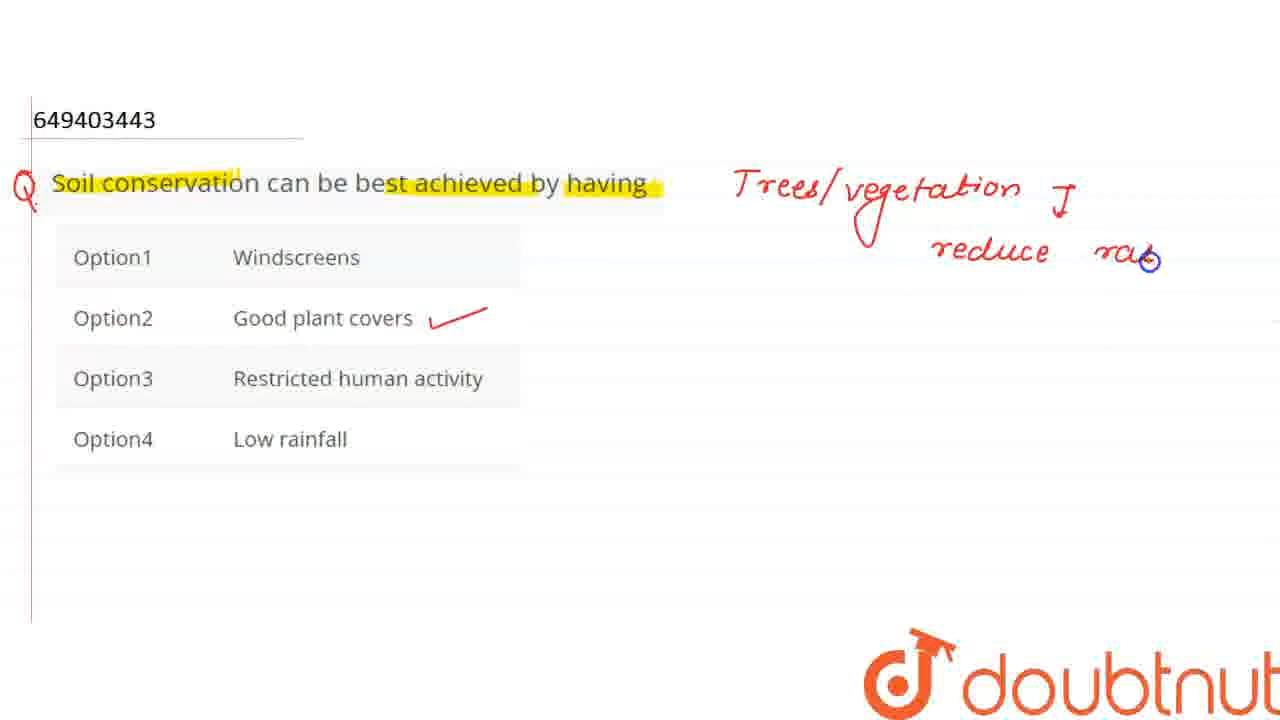 649403443
Q. Soil conservation can be best achieved by having
Trees/vegetation
reduce
Option1 Windscreens
Option2 Good plant covers
Option3 Restricted human activity
Option4 Low rainfall
doubtnut